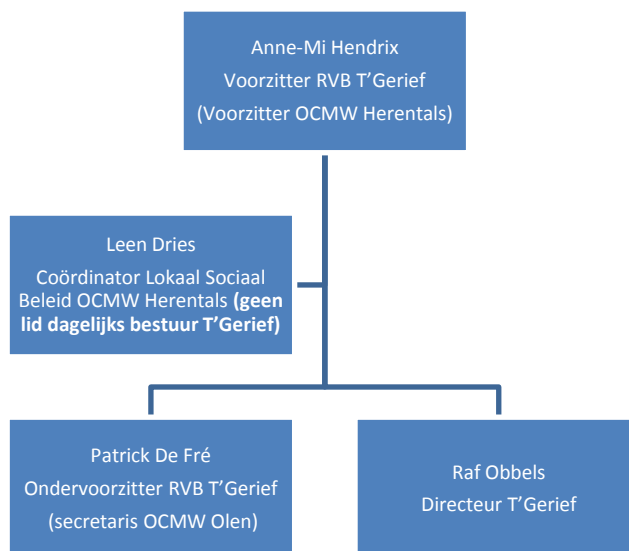 Anne-Mi Hendrix
Voorzitter RVB T’Gerief
(Voorzitter OCMW Herentals)
Leen Dries
Coördinator Lokaal Sociaal
Beleid OCMW Herentals (geen
lid dagelijks bestuur T’Gerief)
Patrick De Fré
Ondervoorzitter RVB T’Gerief
(secretaris OCMW Olen)
Raf Obbels
Directeur T’Gerief